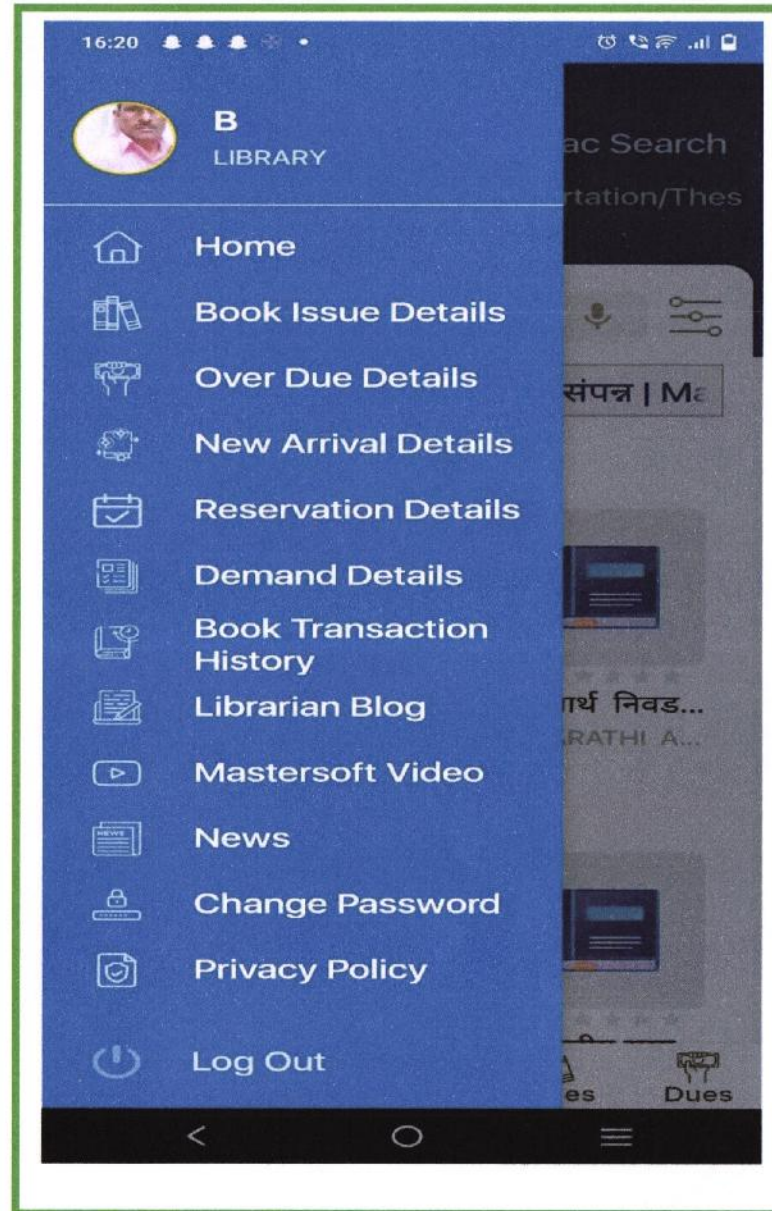 16:20
B
LIBRARY
ac Search
rtation/Thes
Home
Book Issue Details
Over Due Details
संपन्न | Ma
New Arrival Details
Reservation Details
Demand Details
Book Transaction
History
Librarian Blog
ार्थ निवड...
ARATHI A...
Mastersoft Video
NEWS
News
Change Password
Privacy Policy
Log Out
es
Dues